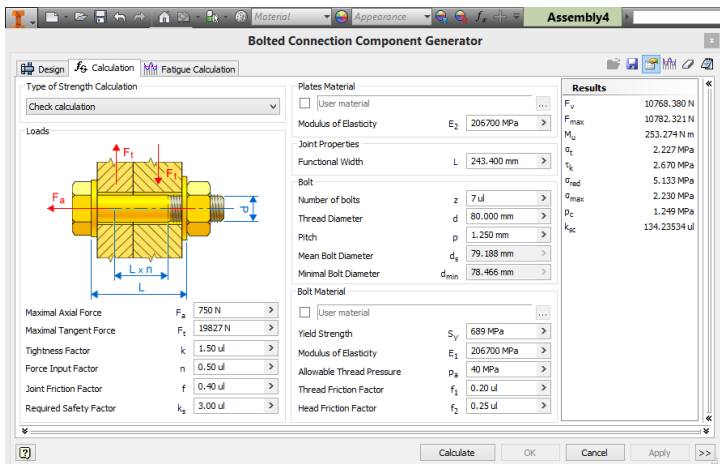 Material
Appearance
Assembly4
Bolted Connection Component Generator
x
Design
Calculation
Fatigue Calculation
Type of Strength Calculation
Check calculation
Loads
Ft
Ft
Fa
d
L x n
L
Maximal Axial Force Fa 750 N >
Maximal Tangent Force Ft 19827 N >
Tightness Factor k 1.50 ul >
Force Input Factor n 0.50 ul >
Joint Friction Factor f 0.40 ul >
Required Safety Factor ks 3.00 ul >
Plates Material
User material ...
Modulus of Elasticity E2 206700 MPa >
Joint Properties
Functional Width L 243.400 mm >
Bolt
Number of bolts z 7 ul >
Thread Diameter d 80.000 mm >
Pitch p 1.250 mm >
Mean Bolt Diameter ds 79.188 mm >
Minimal Bolt Diameter dmin 78.466 mm >
Bolt Material
User material ...
Yield Strength Sy 689 MPa >
Modulus of Elasticity E1 206700 MPa >
Allowable Thread Pressure pa 40 MPa >
Thread Friction Factor f1 0.20 ul >
Head Friction Factor f2 0.25 ul >
Results
Fv 10768.380 N
Fmax 10782.321 N
Mu 253.274 N m
σt 2.227 MPa
τk 2.670 MPa
σred 5.133 MPa
σmax 2.230 MPa
pc 1.249 MPa
ksc 134.23534 ul
?
Calculate
OK
Cancel
Apply
>>